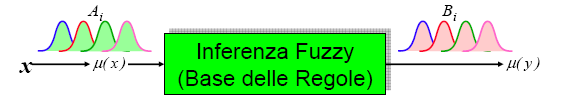 A_i
B_i
Inferenza Fuzzy
(Base delle Regole)
x
μ(x)
μ(y)